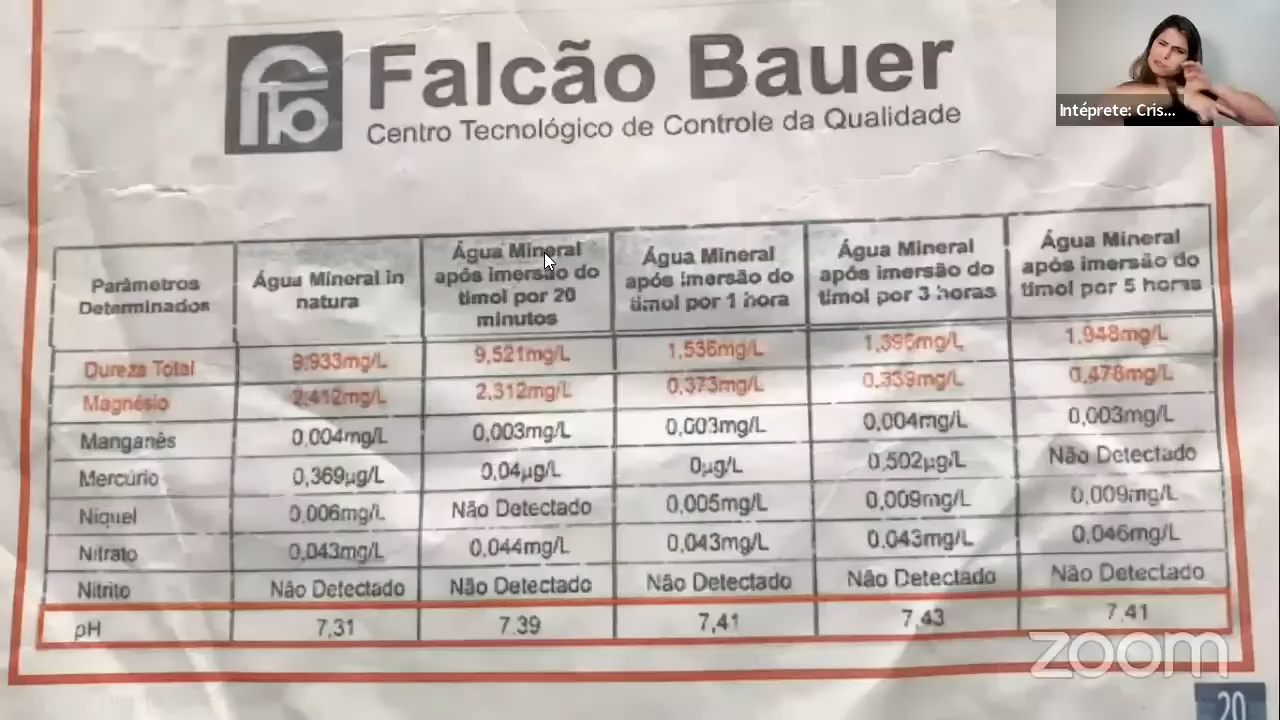 Falcão Bauer
Centro Tecnológico de Controle da Qualidade
Intéprete: Cris...
Parâmetros Determinados | Água Mineral in natura | Água Mineral após imersão do timol por 20 minutos | Água Mineral após imersão do timol por 1 hora | Água Mineral após imersão do timol por 3 horas | Água Mineral após imersão do timol por 5 horas
Dureza Total | 9,933mg/L | 9,521mg/L | 1,536mg/L | 1,395mg/L | 1,948mg/L
Magnésio | 2,412mg/L | 2,312mg/L | 0,373mg/L | 0,339mg/L | 0,478mg/L
Manganês | 0,004mg/L | 0,003mg/L | 0,003mg/L | 0,004mg/L | 0,003mg/L
Mercúrio | 0,369µg/L | 0,04µg/L | 0µg/L | 0,502µg/L | Não Detectado
Níquel | 0,006mg/L | Não Detectado | 0,005mg/L | 0,009mg/L | 0,009mg/L
Nitrato | 0,043mg/L | 0,044mg/L | 0,043mg/L | 0,043mg/L | 0,046mg/L
Nitrito | Não Detectado | Não Detectado | Não Detectado | Não Detectado | Não Detectado
pH | 7,31 | 7,39 | 7,41 | 7,43 | 7,41
zoom
20